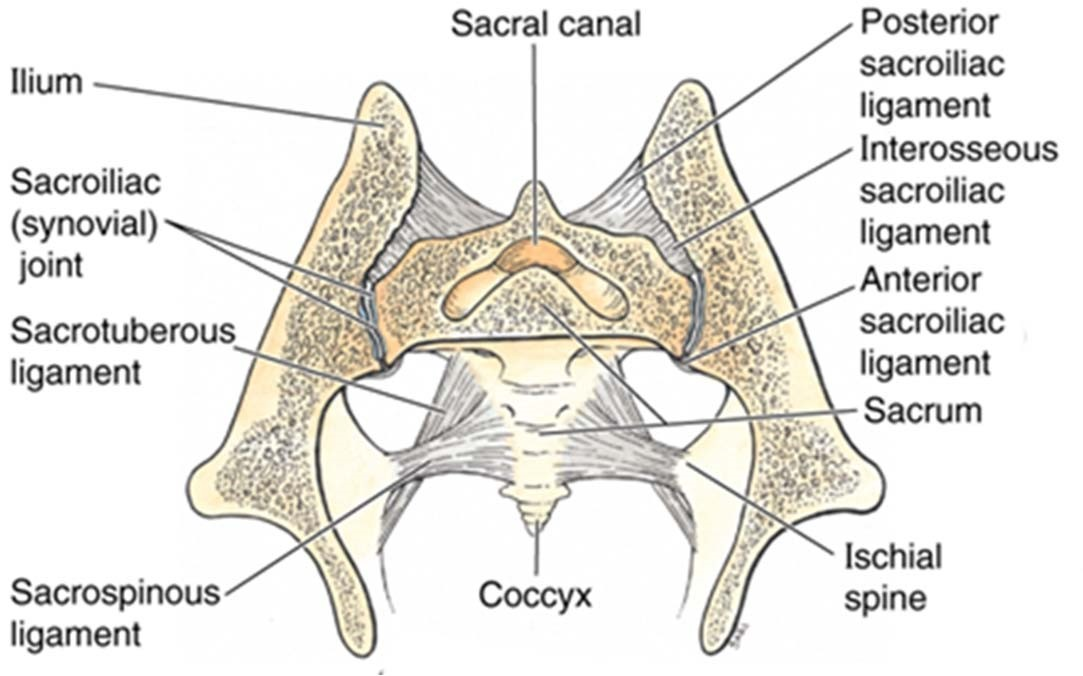 Sacral canal
Ilium
Sacroiliac
(synovial)
joint
Sacrotuberous
ligament
Sacrospinous
ligament
Coccyx
Posterior
sacroiliac
ligament
Interosseous
sacroiliac
ligament
Anterior
sacroiliac
ligament
Sacrum
Ischial
spine